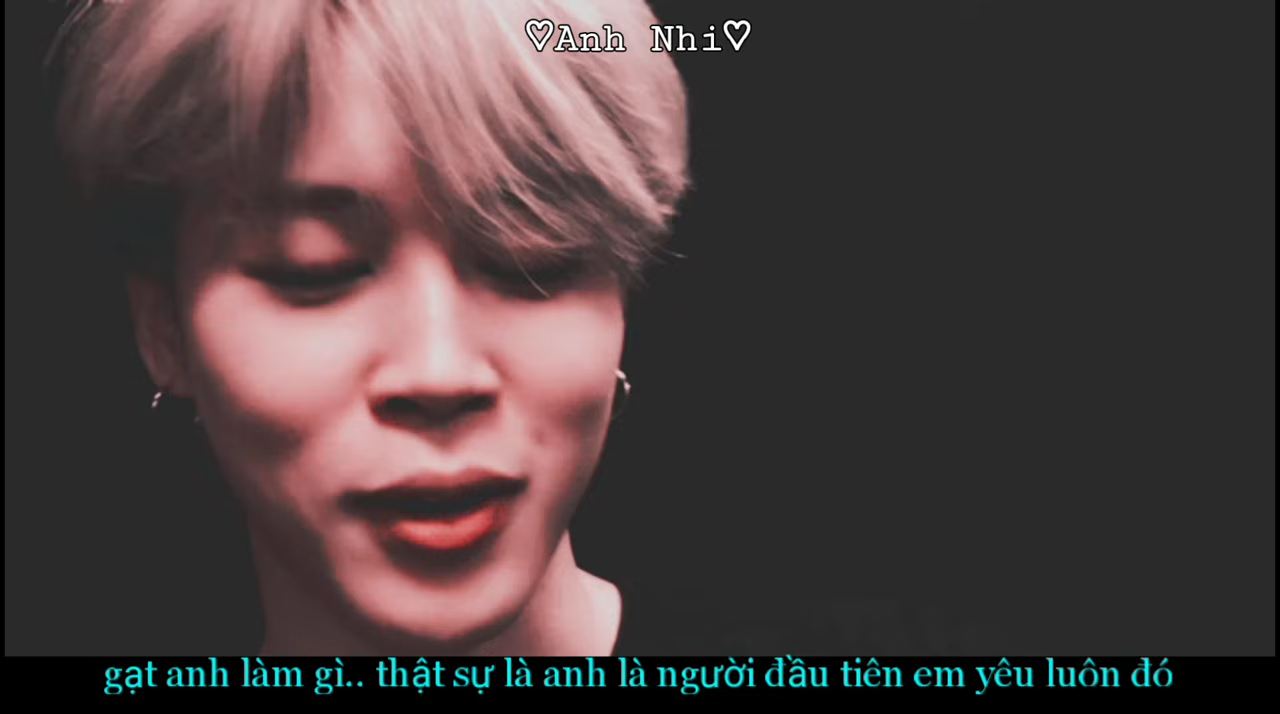 ♡Anh Nhi♡
gạt anh làm gì.. thật sự là anh là người đầu tiên em yêu luôn đó